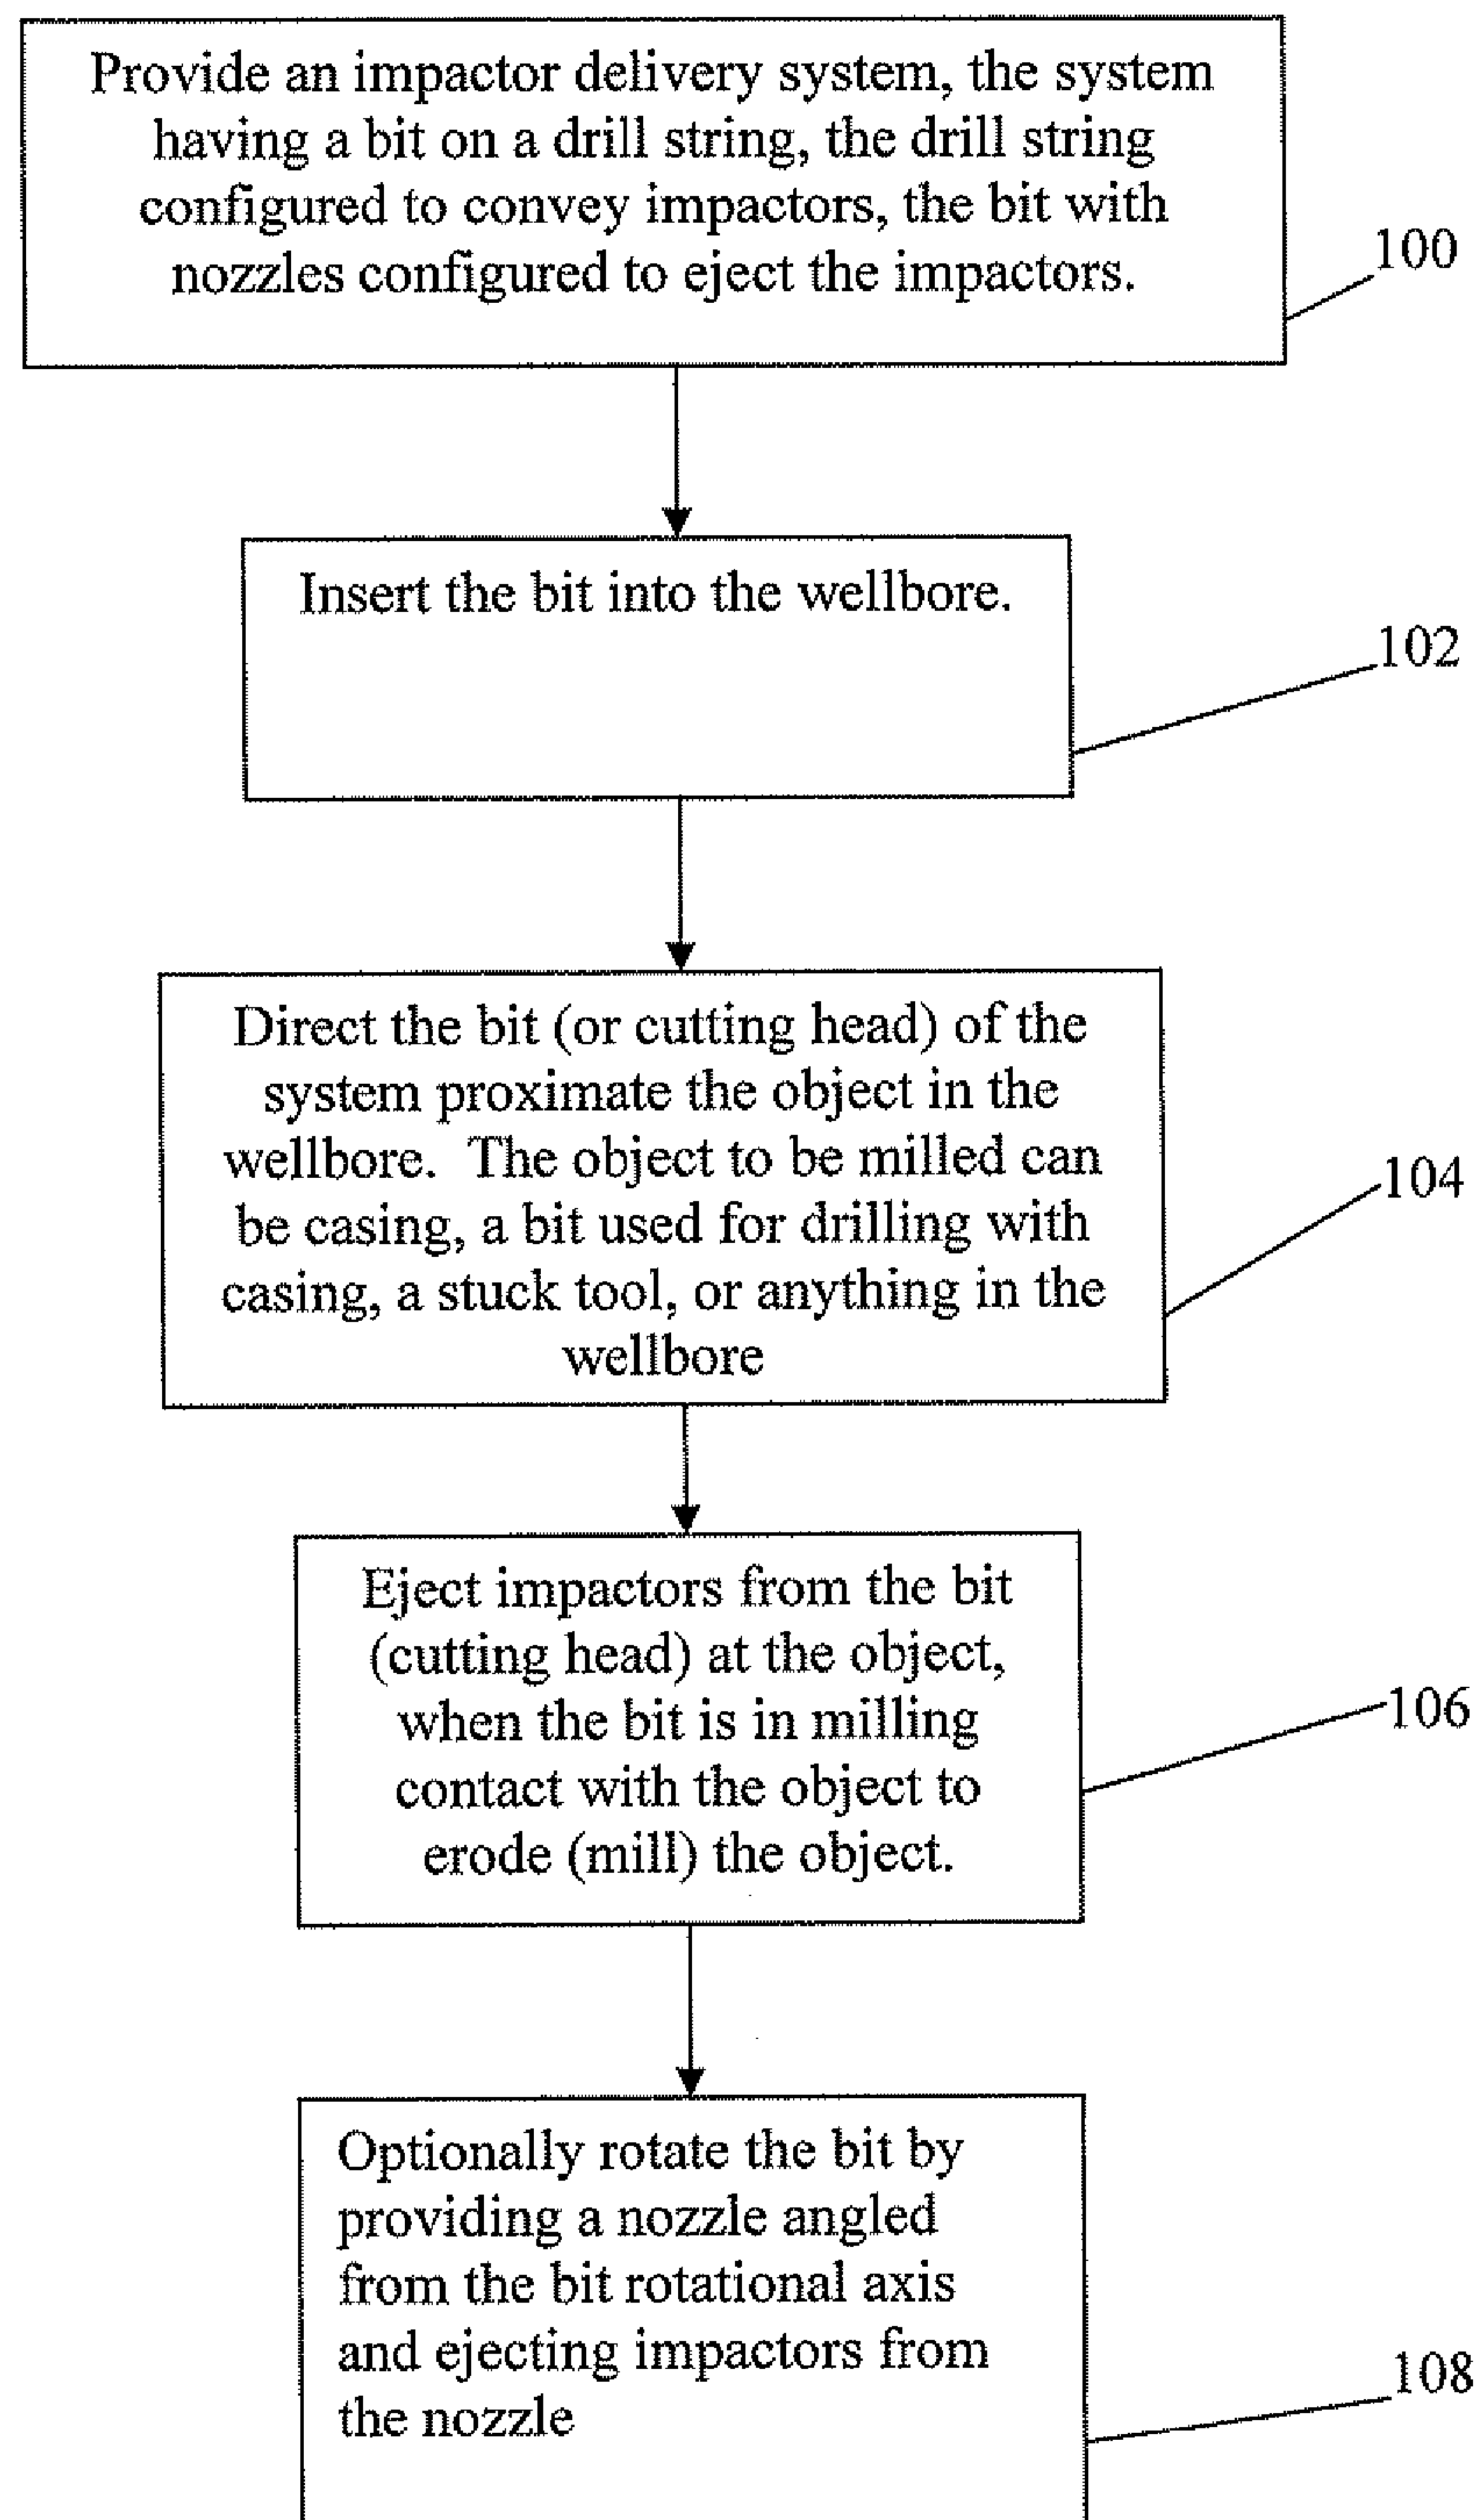 Provide an impactor delivery system, the system
having a bit on a drill string, the drill string
configured to convey impactors, the bit with
nozzles configured to eject the impactors.
100
Insert the bit into the wellbore.
102
Direct the bit (or cutting head) of the
system proximate the object in the
wellbore.  The object to be milled can
be casing, a bit used for drilling with
casing, a stuck tool, or anything in the
wellbore
104
Eject impactors from the bit
(cutting head) at the object,
when the bit is in milling
contact with the object to
erode (mill) the object.
106
Optionally rotate the bit by
providing a nozzle angled
from the bit rotational axis
and ejecting impactors from
the nozzle
108